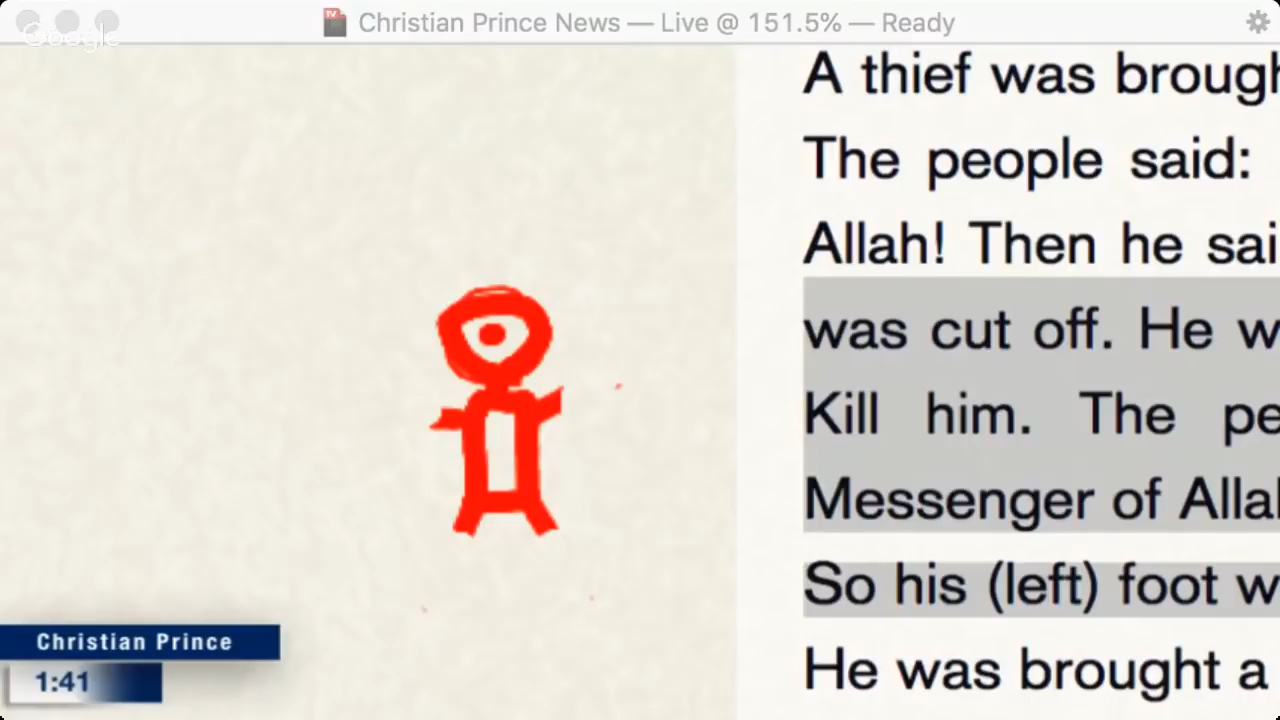 Christian Prince News — Live @ 151.5% — Ready
Google
A thief was brough
The people said:
Allah! Then he sai
was cut off. He w
Kill him. The pe
Messenger of Allal
So his (left) foot w
He was brought a
Christian Prince
1:41